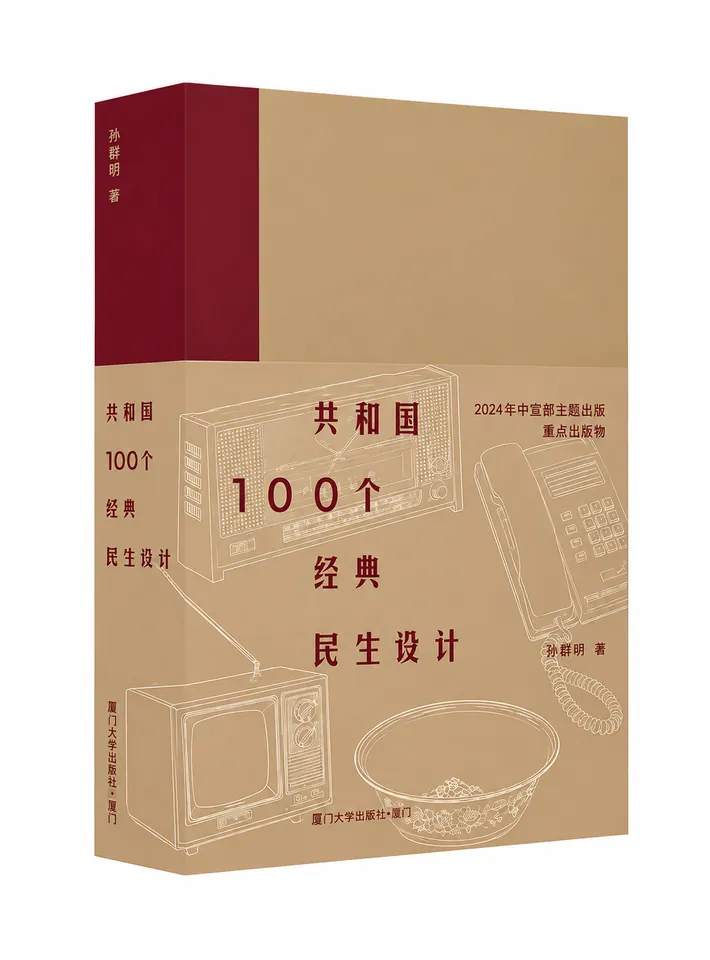 孙群明 著
共和国
100个
经典
民生设计
厦门大学出版社·厦门
2024年中宣部主题出版
重点出版物
共和国
100个
经典
民生设计
孙群明 著
厦门大学出版社·厦门